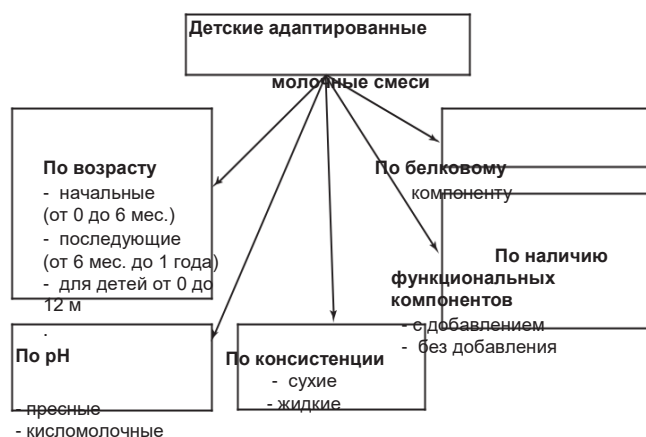 Детские адаптированные
молочные смеси
По возрасту
- начальные
(от 0 до 6 мес.)
- последующие
(от 6 мес. до 1 года)
- для детей от 0 до
12 м
.
По белковому
компоненту
По наличию
функциональных
компонентов
- с добавлением
- без добавления
По pH
- пресные
- кисломолочные
По консистенции
- сухие
- жидкие